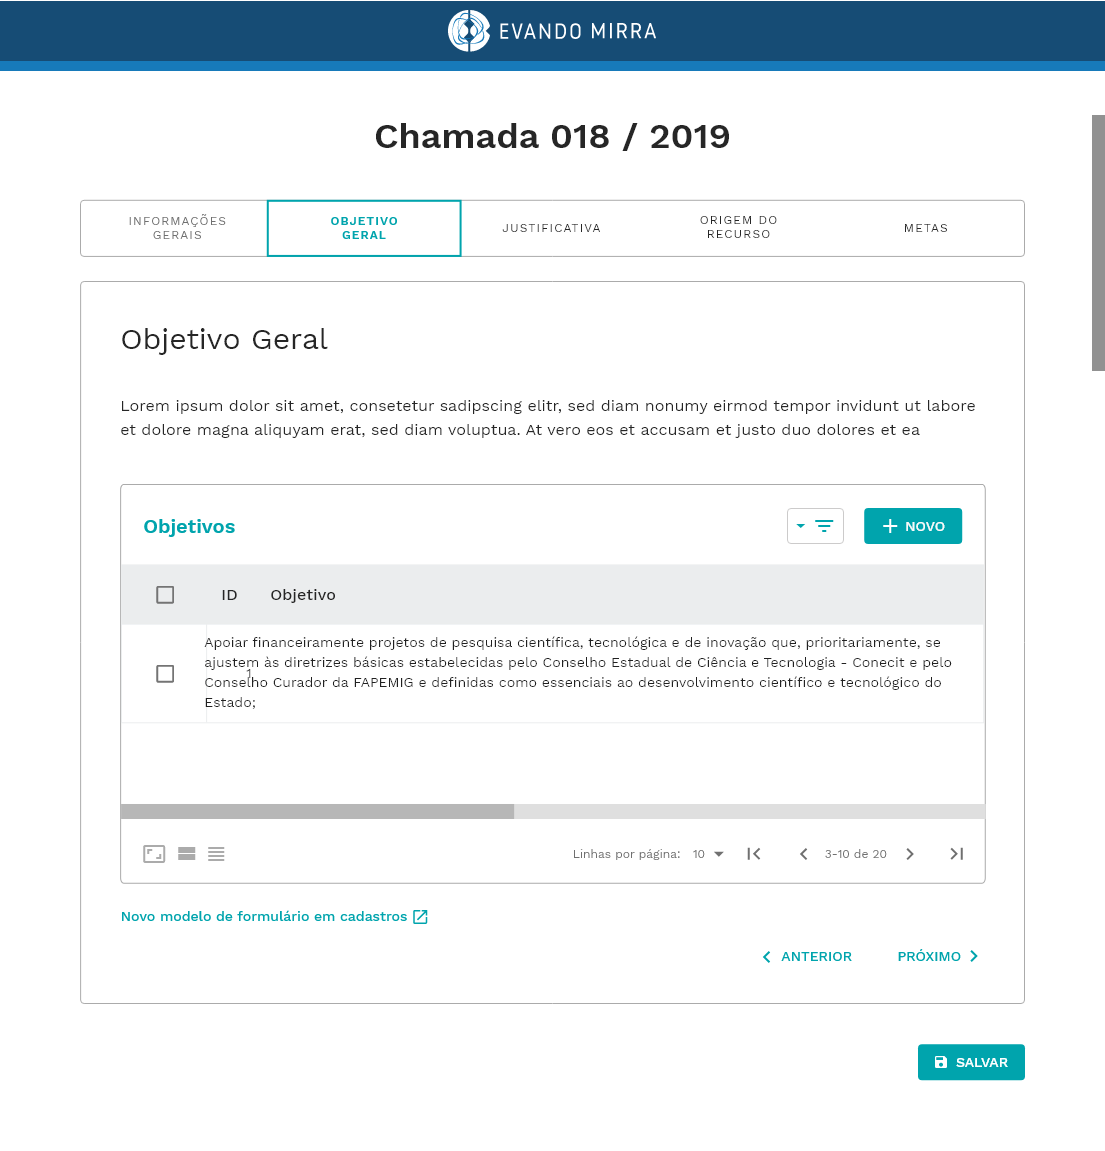 EVANDO MIRRA
Chamada 018 / 2019
INFORMAÇÕES
GERAIS
OBJETIVO
GERAL
JUSTIFICATIVA
ORIGEM DO
RECURSO
METAS
Objetivo Geral
Lorem ipsum dolor sit amet, consetetur sadipscing elitr, sed diam nonumy eirmod tempor invidunt ut labore
et dolore magna aliquyam erat, sed diam voluptua. At vero eos et accusam et justo duo dolores et ea
Objetivos
NOVO
ID Objetivo
1
Apoiar financeiramente projetos de pesquisa científica, tecnológica e de inovação que, prioritariamente, se
ajustem às diretrizes básicas estabelecidas pelo Conselho Estadual de Ciência e Tecnologia - Conecit e pelo
Conselho Curador da FAPEMIG e definidas como essenciais ao desenvolvimento científico e tecnológico do
Estado;
Linhas por página: 10 3-10 de 20
Novo modelo de formulário em cadastros
ANTERIOR PRÓXIMO
SALVAR